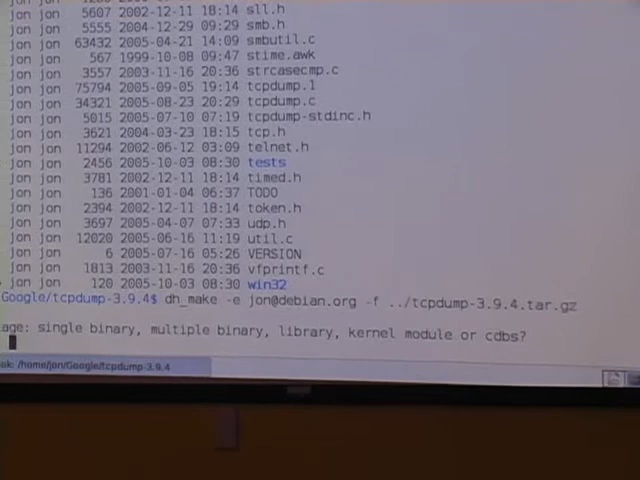 jon jon 5607 2002-12-11 18:14 sll.h
jon jon 5555 2004-12-29 09:29 smb.h
jon jon 63432 2005-04-21 14:09 smbutil.c
jon jon 567 1999-10-08 09:47 stime.awk
jon jon 3557 2003-11-16 20:36 strcasecmp.c
jon jon 75794 2005-09-05 19:14 tcpdump.1
jon jon 34321 2005-08-23 20:29 tcpdump.c
jon jon 5015 2005-07-10 07:19 tcpdump-stdinc.h
jon jon 3621 2004-03-23 18:15 tcp.h
jon jon 11294 2002-06-12 03:09 telnet.h
jon jon 2456 2005-10-03 08:30 tests
jon jon 3781 2002-12-11 18:14 timed.h
jon jon 136 2001-01-04 06:37 TODO
jon jon 2394 2002-12-11 18:14 token.h
jon jon 3697 2005-04-07 07:33 udp.h
jon jon 12020 2005-06-16 11:19 util.c
jon jon 6 2005-07-16 05:26 VERSION
jon jon 1813 2003-11-16 20:36 vfprintf.c
jon jon 120 2005-10-03 08:30 win32
Google/tcpdump-3.9.4$ dh_make -e jon@debian.org -f ../tcpdump-3.9.4.tar.gz
age: single binary, multiple binary, library, kernel module or cdbs?
ok: /home/jon/Google/tcpdump-3.9.4